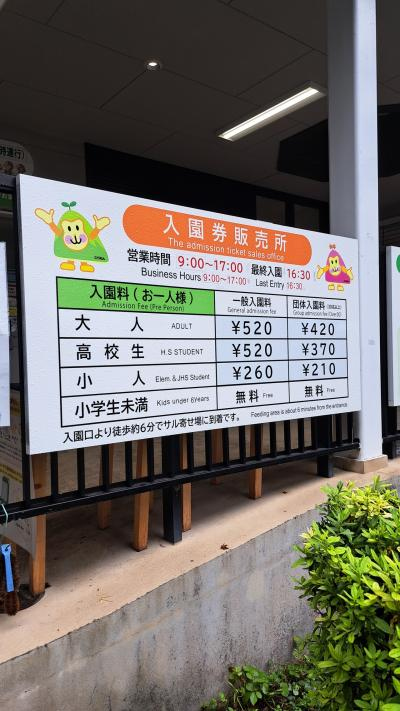 時運行）
入園券販売所
The admission ticket sales office
営業時間 9:00～17:00 最終入園 16:30
Business Hours 9:00～17:00 Last Entry 16:30
入園料（お一人様） 一般入園料 団体入園料
Admission Fee (Per Person) General admission fee Group admission fee
大人 ADULT ¥520 ¥420
高校生 H.S STUDENT ¥520 ¥370
小人 Elem.&JHS Student ¥260 ¥210
小学生未満 Kids under 6Years 無料 Free 無料 Free
入園口より徒歩約6分でサル寄せ場に到着です。 Feeding area is about 6 minutes from the entrance.